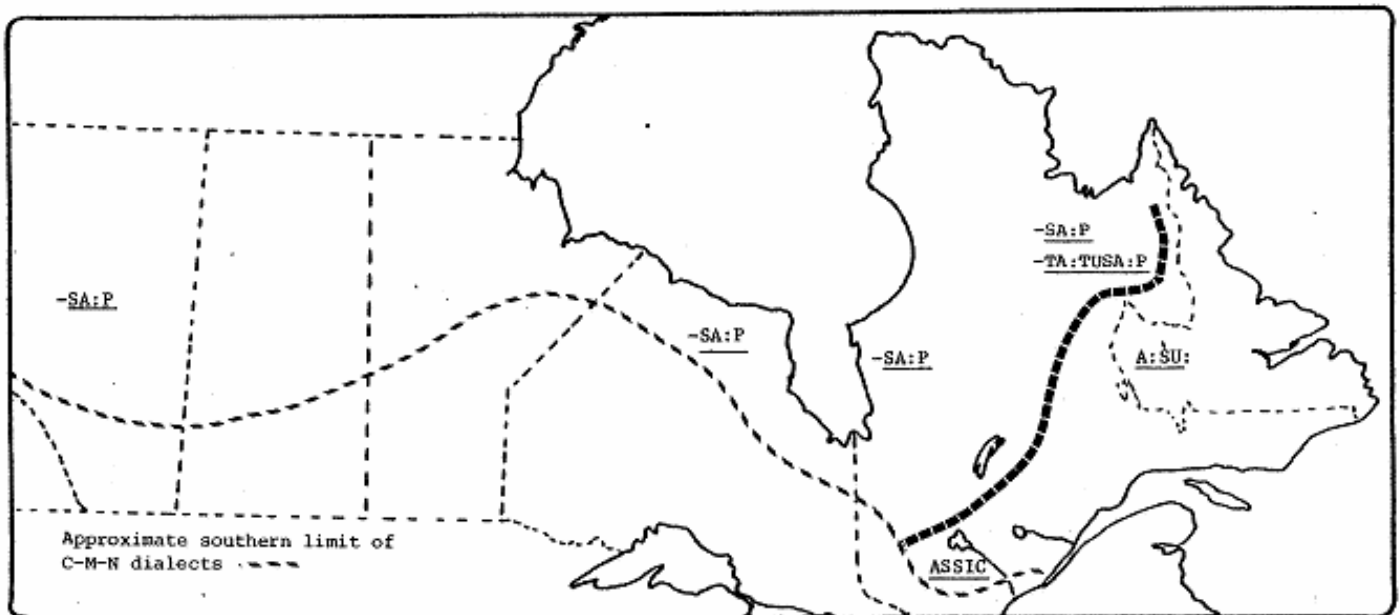 -SA:P
-TA:TUSA:P
-SA:P
-SA:P
-SA:P
A:SU:
Approximate southern limit of
C-M-N dialects
ASSIC